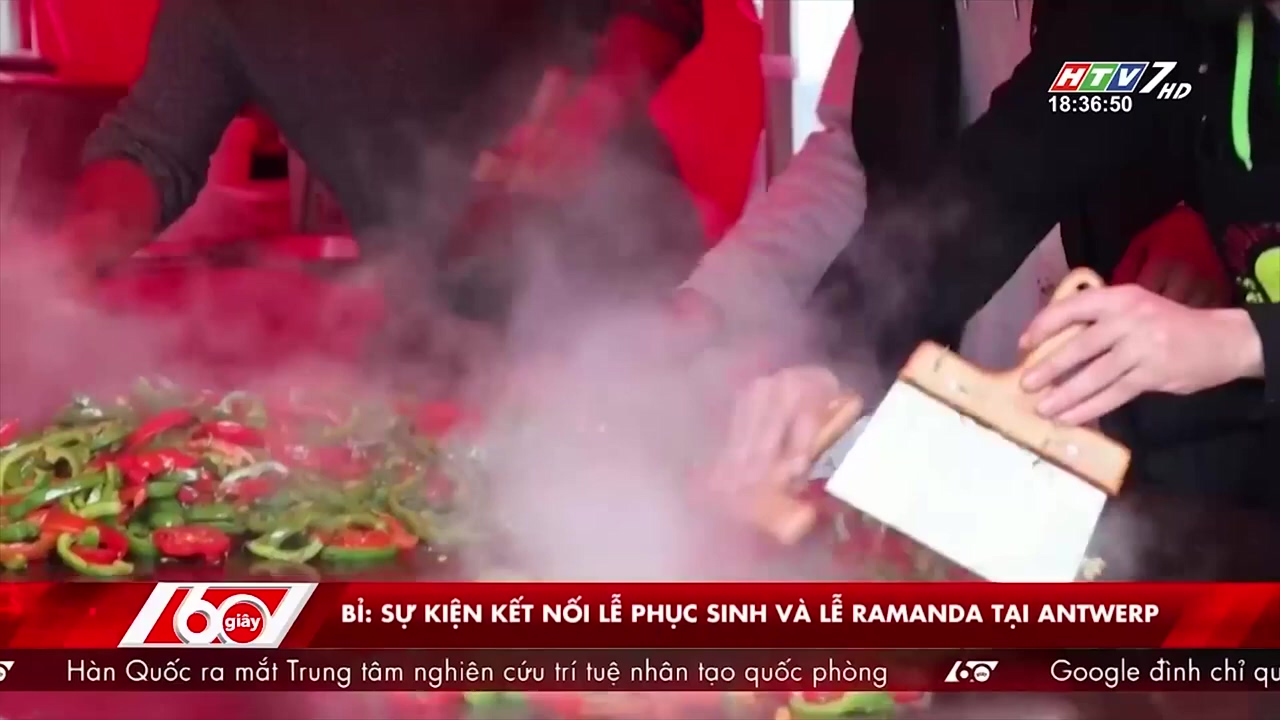 HTV7 HD
18:36:50
60 giây
BỈ: SỰ KIỆN KẾT NỐI LỄ PHỤC SINH VÀ LỄ RAMANDA TẠI ANTWERP
Hàn Quốc ra mắt Trung tâm nghiên cứu trí tuệ nhân tạo quốc phòng 60 giây Google đình chỉ